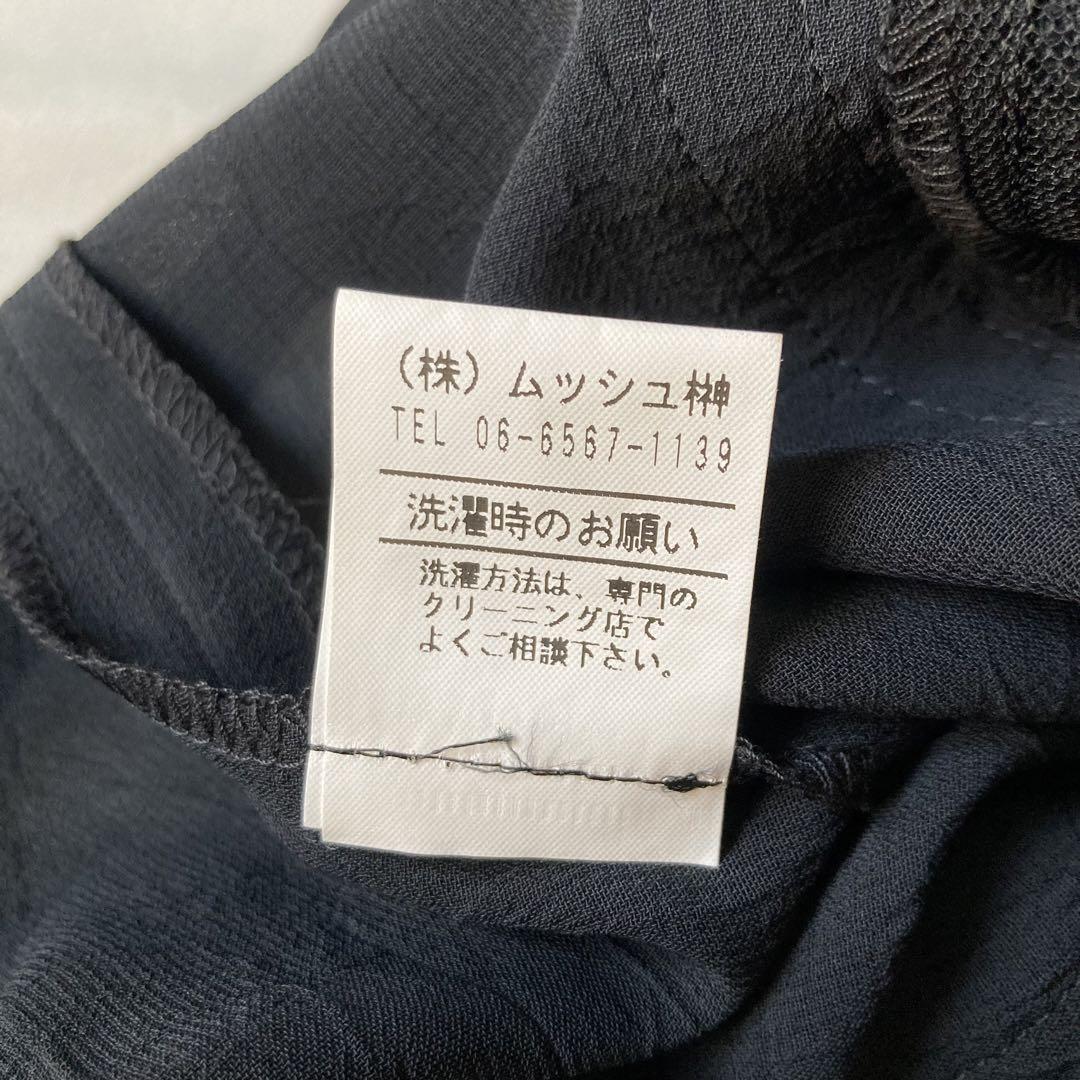 (株)ムッシュ榊
TEL 06-6567-1139
洗濯時のお願い
洗濯方法は、専門の
クリーニング店で
よくご相談下さい。